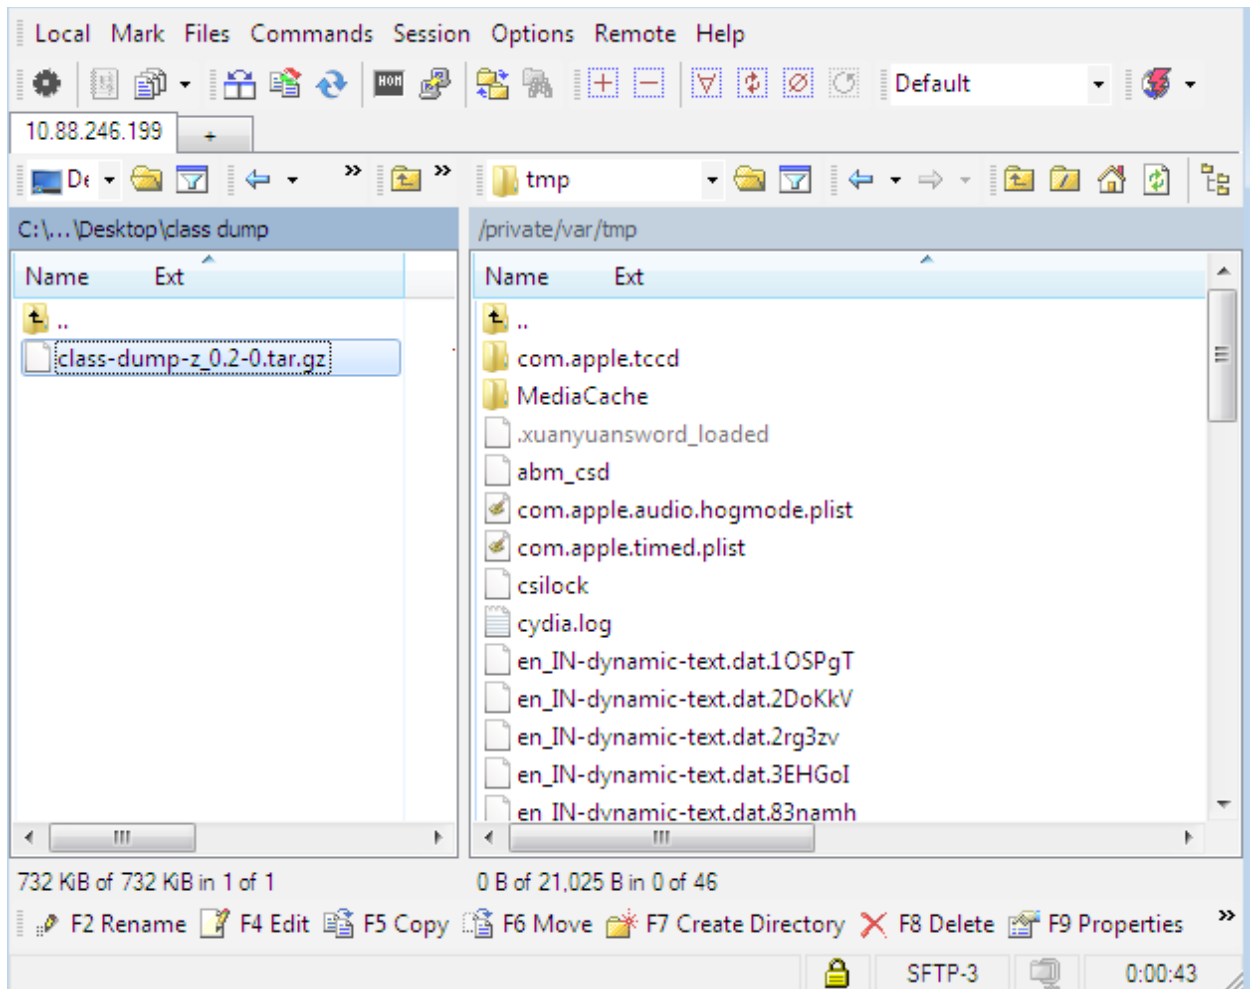 Local Mark Files Commands Session Options Remote Help
Default
10.88.246.199 +
De » » tmp
C:\...\Desktop\class dump /private/var/tmp
Name Ext Name Ext
.. ..
class-dump-z_0.2-0.tar.gz com.apple.tccd
MediaCache
.xuanyuansword_loaded
abm_csd
com.apple.audio.hogmode.plist
com.apple.timed.plist
csilock
cydia.log
en_IN-dynamic-text.dat.1OSPgT
en_IN-dynamic-text.dat.2DoKkV
en_IN-dynamic-text.dat.2rg3zv
en_IN-dynamic-text.dat.3EHGoI
en_IN-dynamic-text.dat.83namh
732 KiB of 732 KiB in 1 of 1 0 B of 21,025 B in 0 of 46
F2 Rename F4 Edit F5 Copy F6 Move F7 Create Directory F8 Delete F9 Properties »
SFTP-3 0:00:43